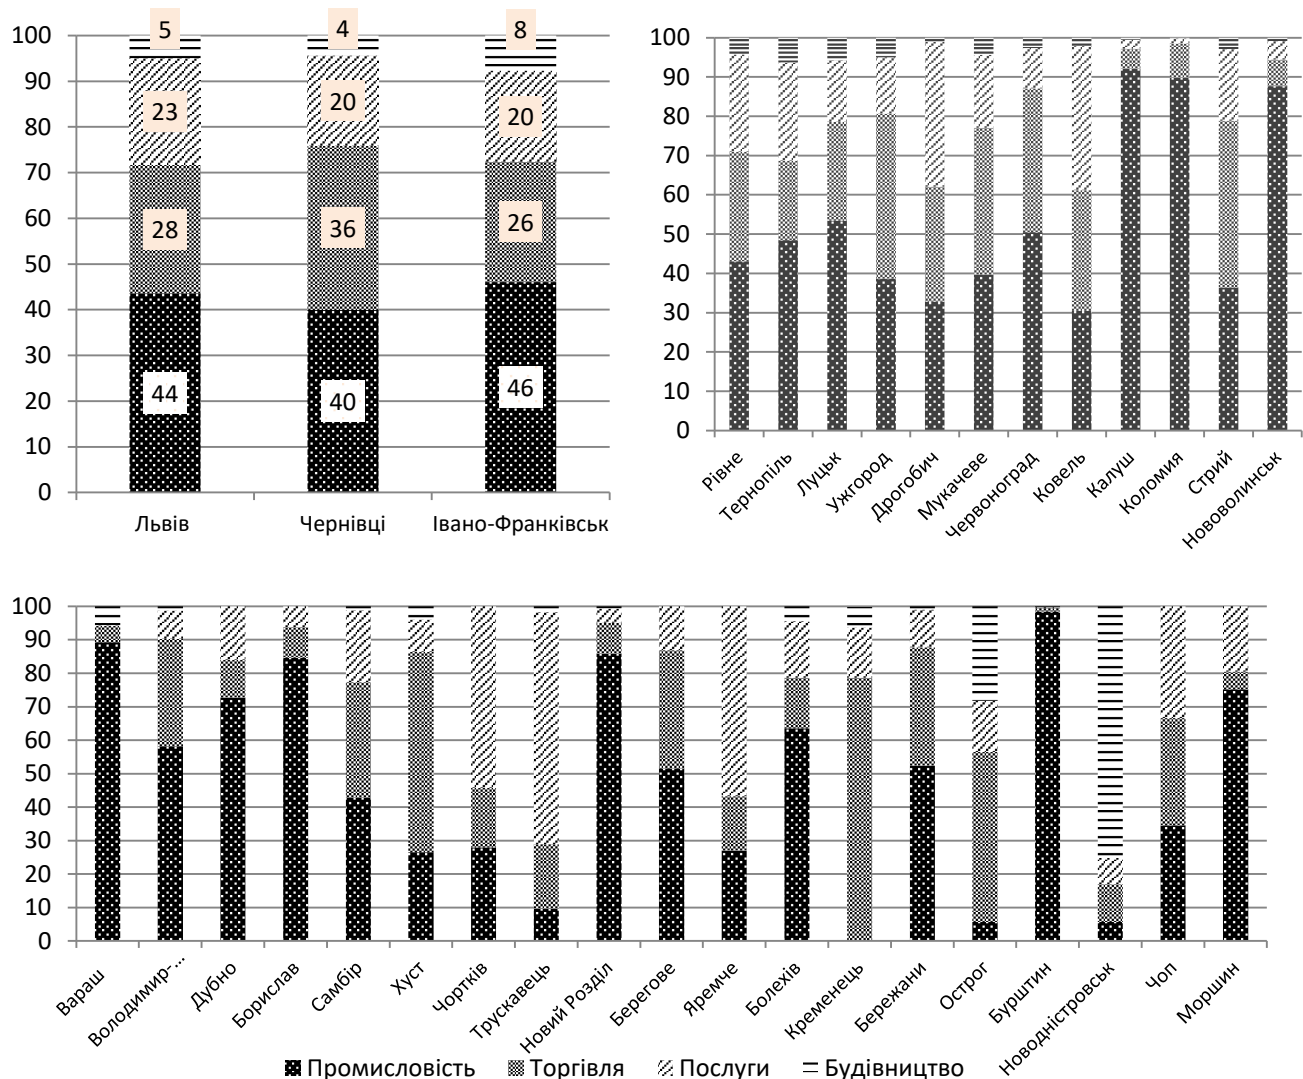 100
90
80
70
60
50
40
30
20
10
0
5
23
28
44
4
20
36
40
8
20
26
46
Львів
Чернівці
Івано-Франківськ
100
90
80
70
60
50
40
30
20
10
0
Рівне
Тернопіль
Луцьк
Ужгород
Дрогобич
Мукачеве
Червоноград
Ковель
Калуш
Коломия
Стрий
Нововолинськ
100
90
80
70
60
50
40
30
20
10
0
Вараш
Володимир-...
Дубно
Борислав
Самбір
Хуст
Чортків
Трускавець
Новий Розділ
Берегове
Яремче
Болехів
Кременець
Бережани
Острог
Бурштин
Новодністровськ
Чоп
Моршин
Промисловість
Торгівля
Послуги
Будівництво